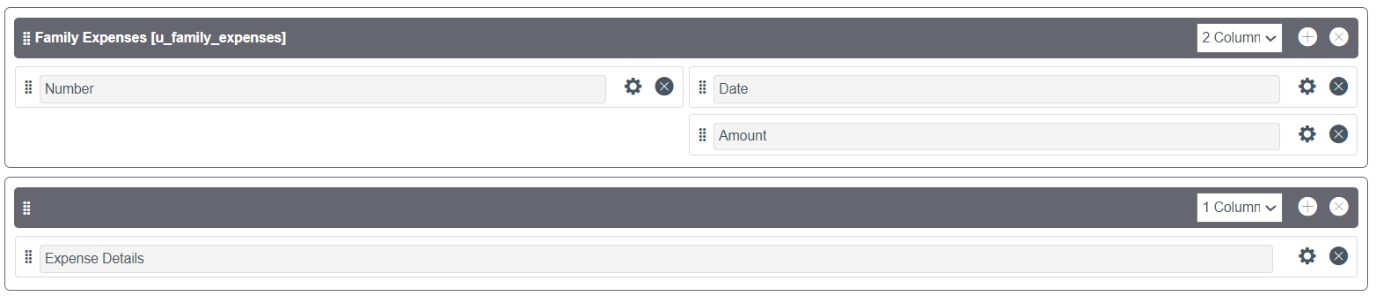 Family Expenses [u_family_expenses]
2 Column
Number
Date
Amount
1 Column
Expense Details